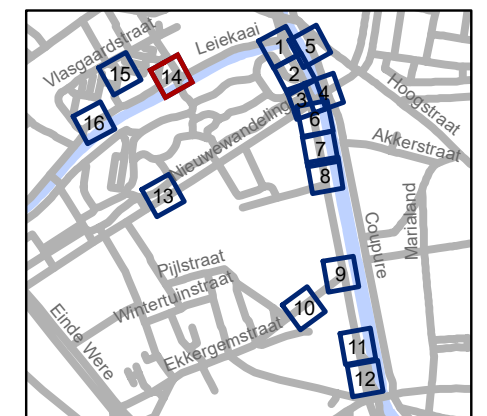 Vlasgaardstraat
Leiekaai
1
5
15
14
2
Hoogstraat
3
4
16
6
Nieuwewandeling
Akkerstraat
7
8
13
Marialand
Coupure
Pijlstraat
9
Wintertuinstraat
10
Einde Were
Ekkergemstraat
11
12